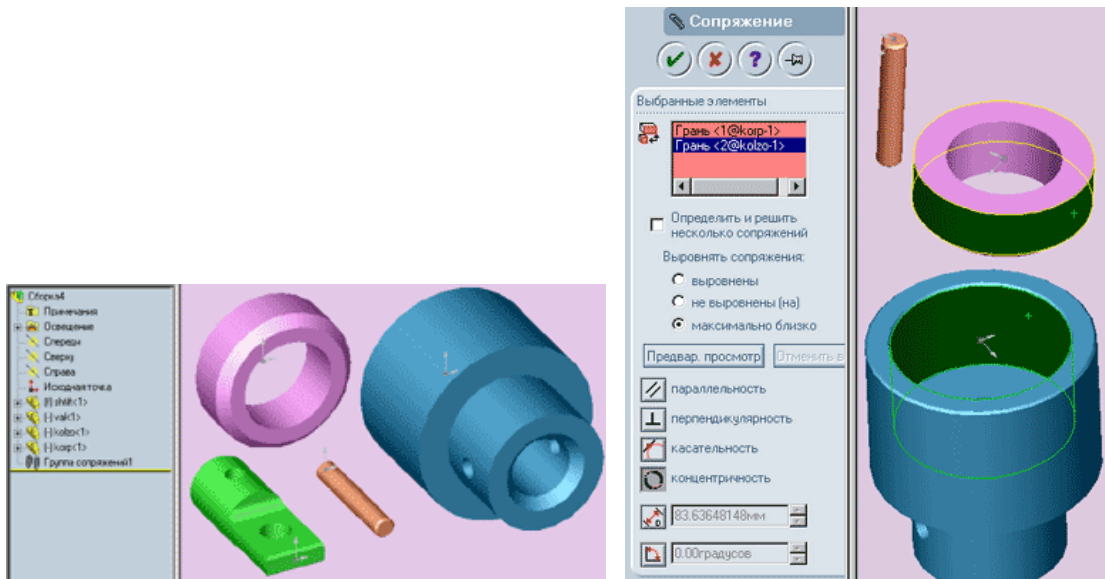 Сборка4
Примечания
Освещение
Спереди
Сверху
Справа
Исходная точка
(f) shtift<1>
(-) val<1>
(-) kolzo<1>
(-) korp<1>
Группа сопряжений1
Сопряжение
Выбранные элементы
Грань <1@korp-1>
Грань <2@kolzo-1>
Определить и решить
несколько сопряжений
Выровнять сопряжения:
выровнены
не выровнены (на)
максимально близко
Предвар. просмотр
Отменить в
параллельность
перпендикулярность
касательность
концентричность
83.63648148мм
0.00градусов